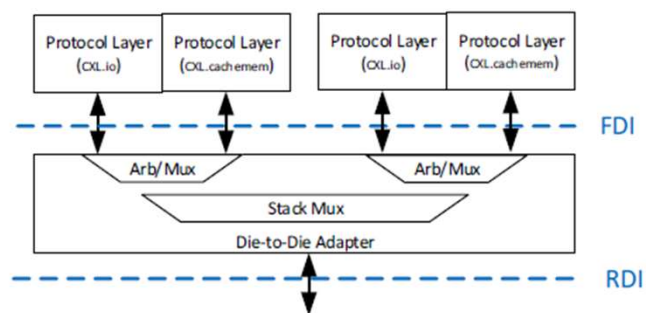 Protocol Layer
(CXL.io)
Protocol Layer
(CXL.cachemem)
Protocol Layer
(CXL.io)
Protocol Layer
(CXL.cachemem)
FDI
Arb/Mux
Arb/Mux
Stack Mux
Die-to-Die Adapter
RDI